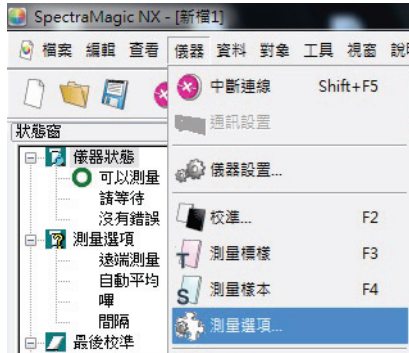 SpectraMagic NX - [新檔1]
檔案 編輯 查看 儀器 資料 對象 工具 視窗
狀態窗
儀器狀態
可以測量
請等待
沒有錯誤
測量選項
遠端測量
自動平均
嗶
間隔
最後校準
中斷連線 Shift+F5
通訊設置
儀器設置...
校準... F2
測量標樣 F3
測量樣本 F4
測量選項...